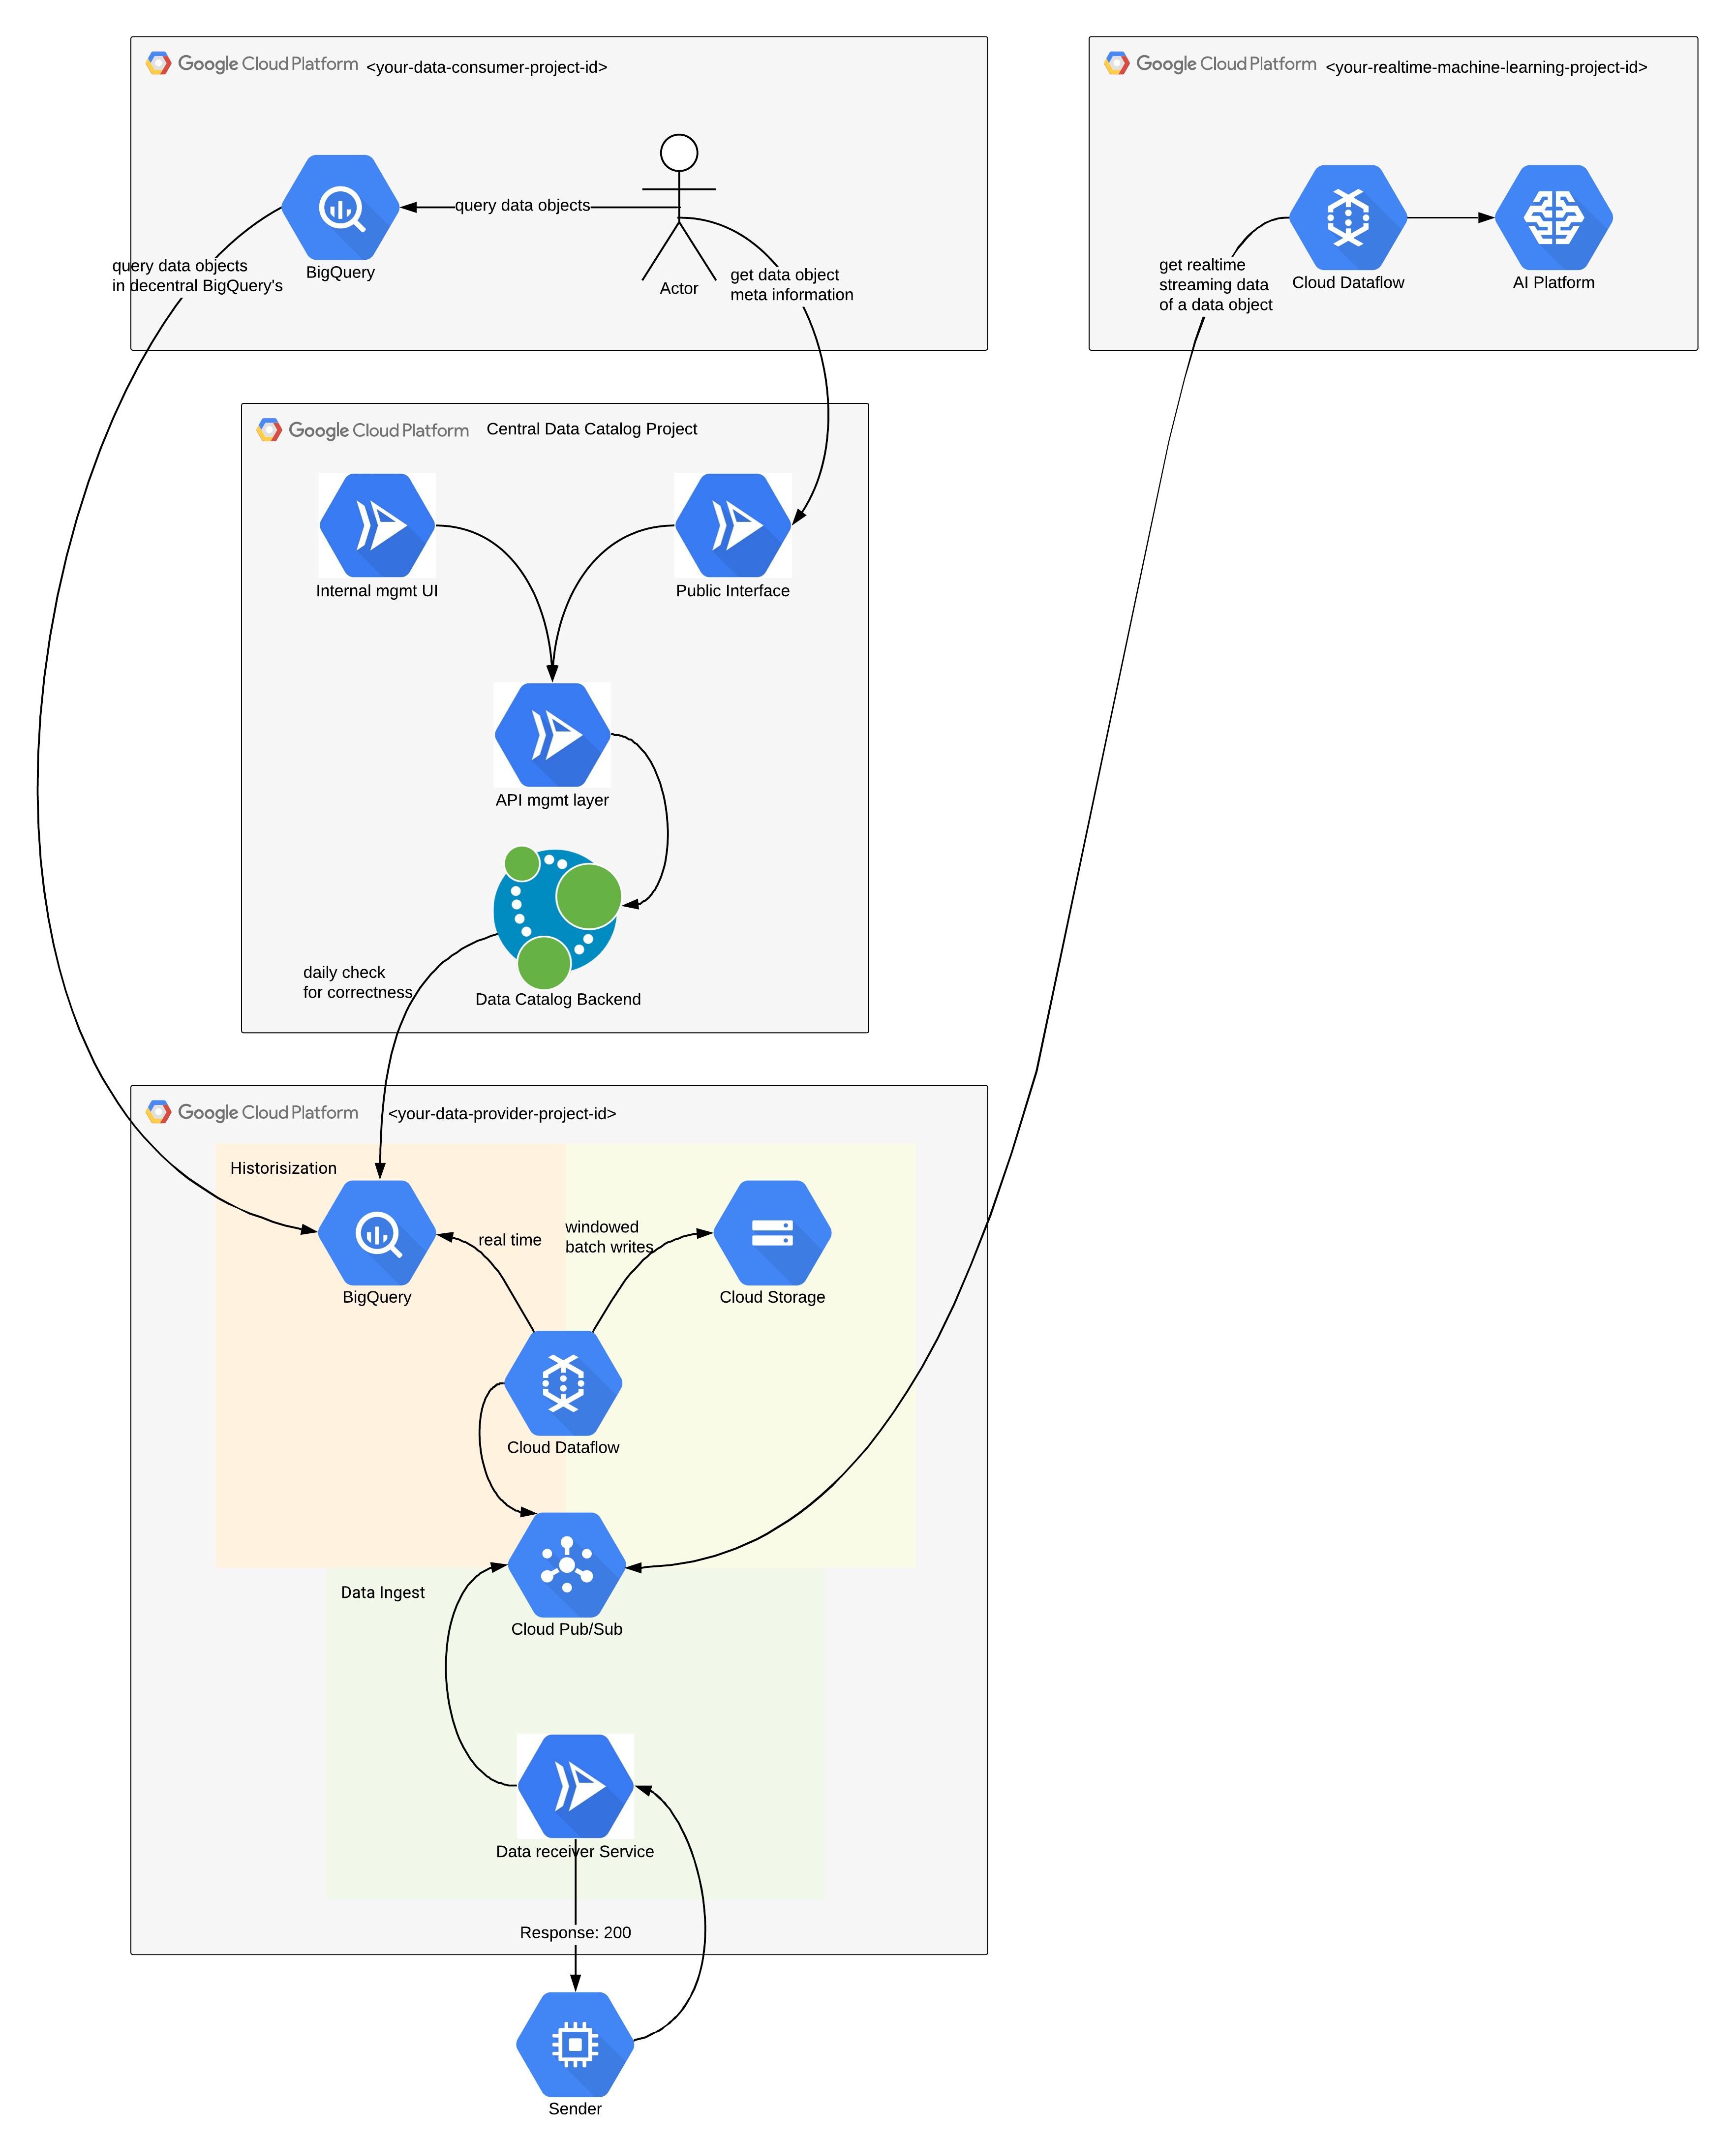 Google Cloud Platform <your-data-consumer-project-id>
query data objects
BigQuery
Actor
query data objects
in decentral BigQuery's
get data object
meta information
Google Cloud Platform <your-realtime-machine-learning-project-id>
get realtime
streaming data
of a data object
Cloud Dataflow
AI Platform
Google Cloud Platform Central Data Catalog Project
Internal mgmt UI
Public Interface
API mgmt layer
daily check
for correctness
Data Catalog Backend
Google Cloud Platform <your-data-provider-project-id>
Historisization
real time
windowed
batch writes
BigQuery
Cloud Storage
Cloud Dataflow
Data Ingest
Cloud Pub/Sub
Data receiver Service
Response: 200
Sender